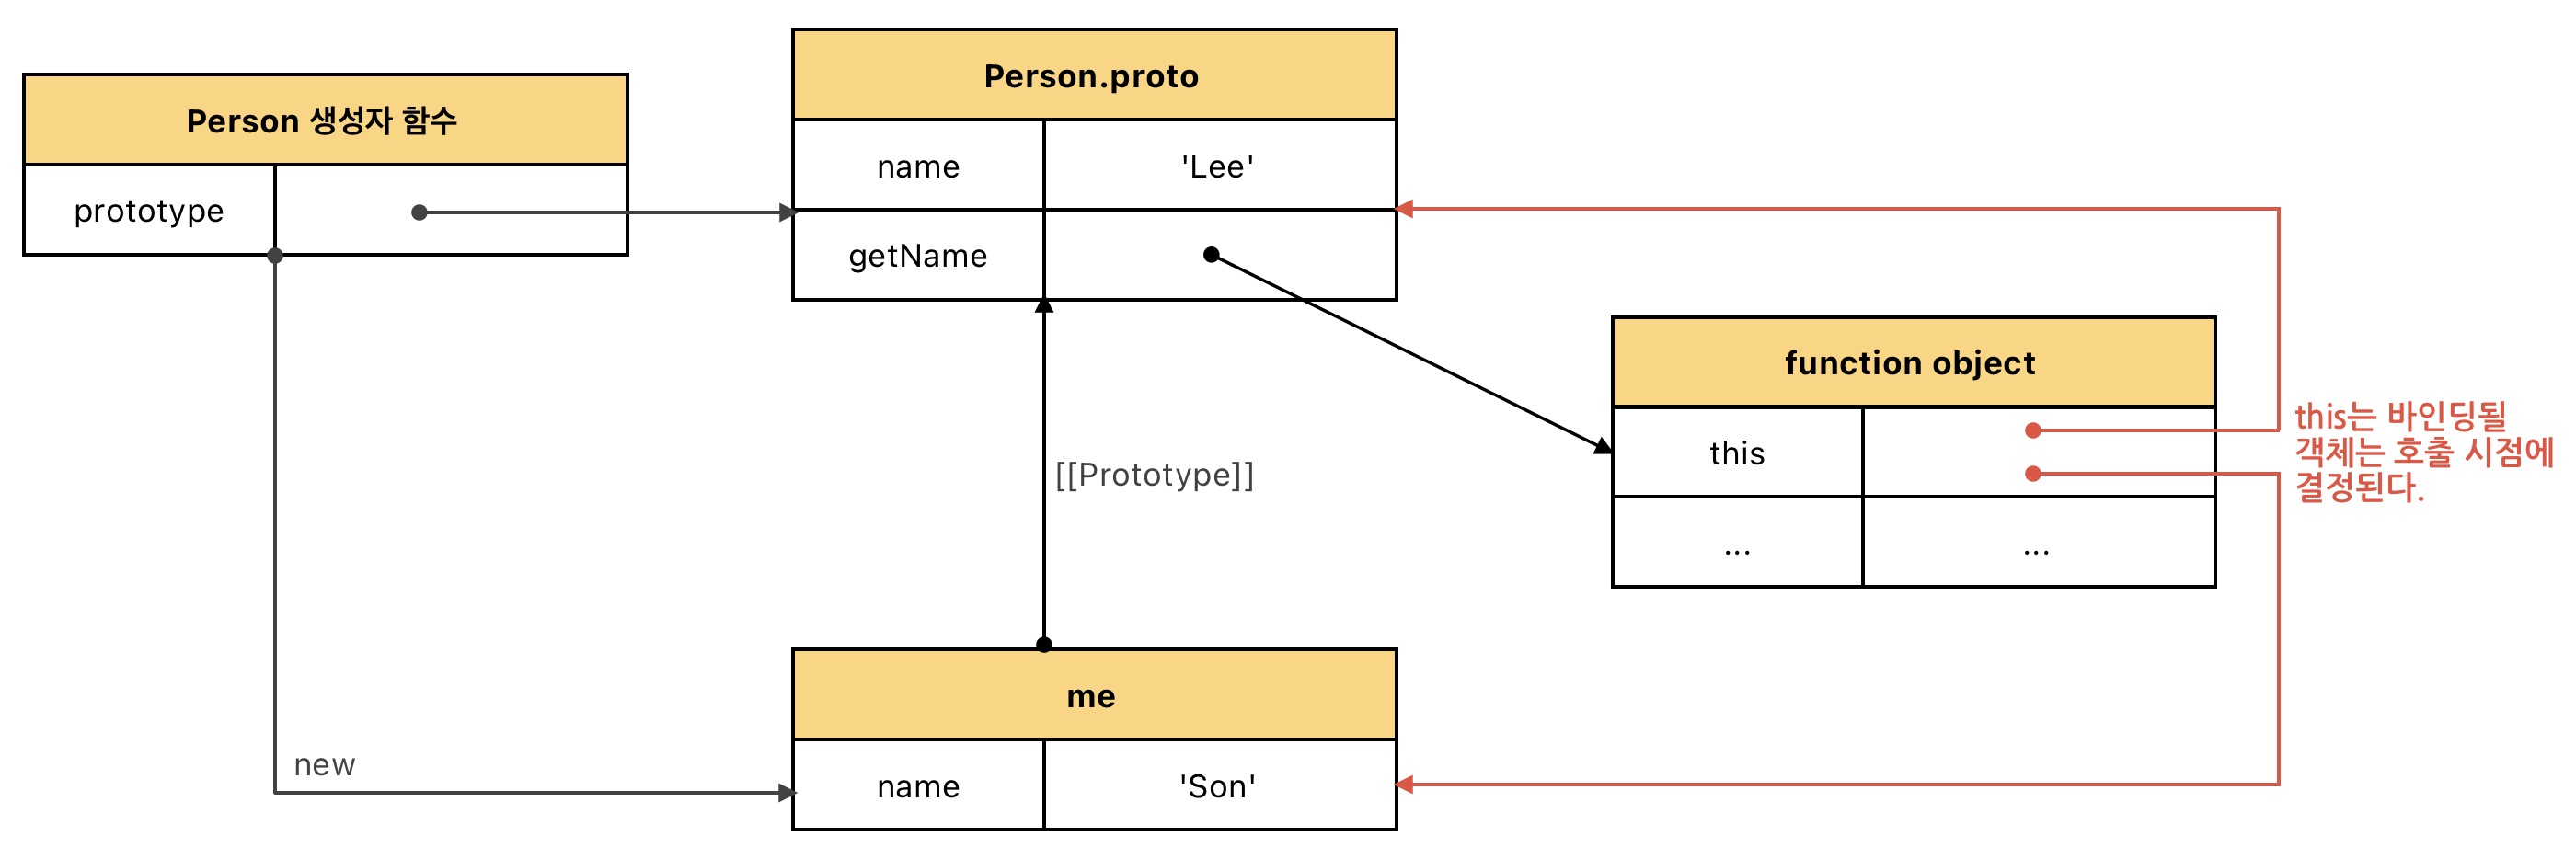 Person 생성자 함수
prototype
Person.proto
name
'Lee'
getName
function object
this
...
...
this는 바인딩될
객체는 호출 시점에
결정된다.
[[Prototype]]
new
me
name
'Son'